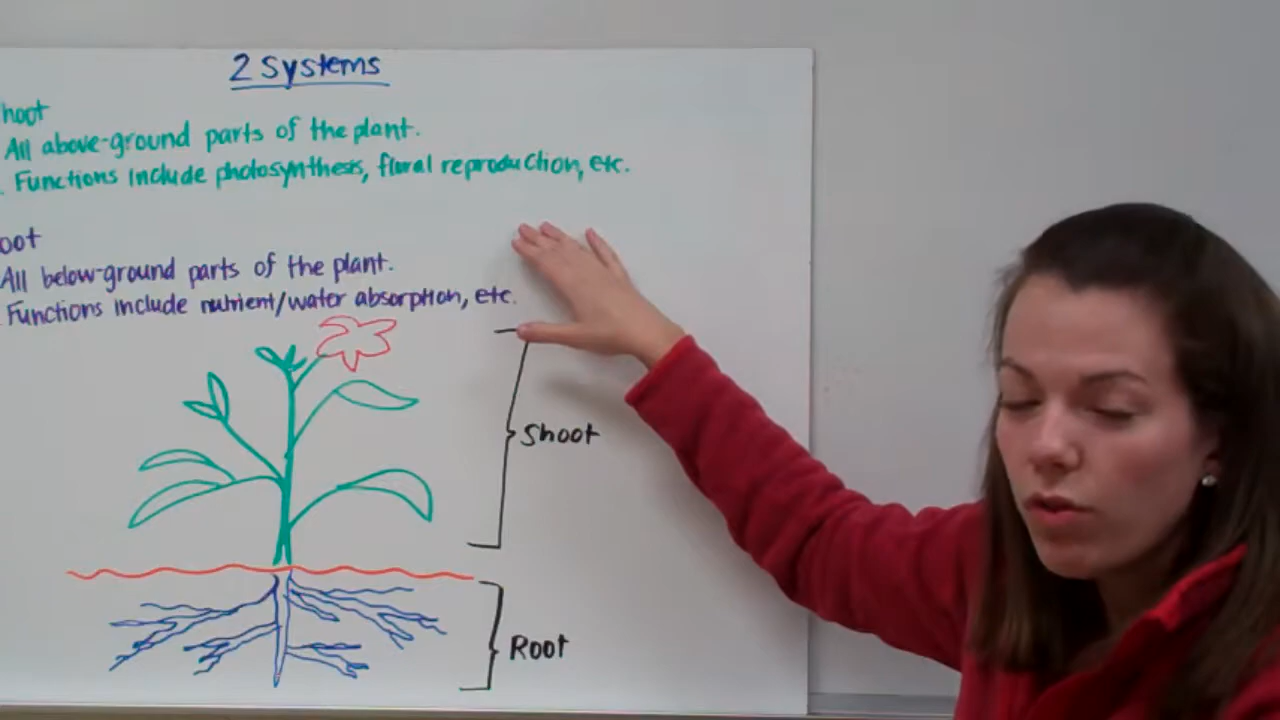 2 Systems
hoot
All above-ground parts of the plant.
. Functions include photosynthesis, floral reproduction, etc.
oot
All below-ground parts of the plant.
Functions include nutrient/water absorption, etc.
Shoot
Root